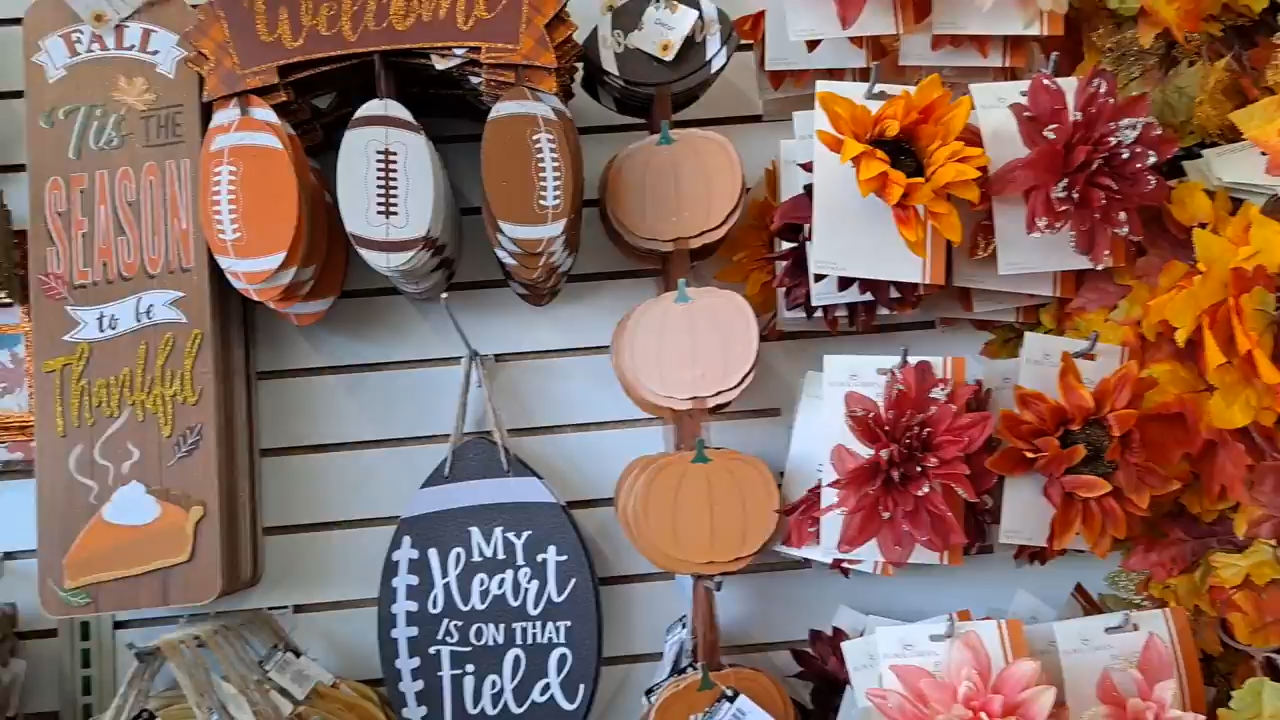 FALL
'Tis THE
SEASON
to be
Thankful
Welcome
MY
Heart
IS ON THAT
Field